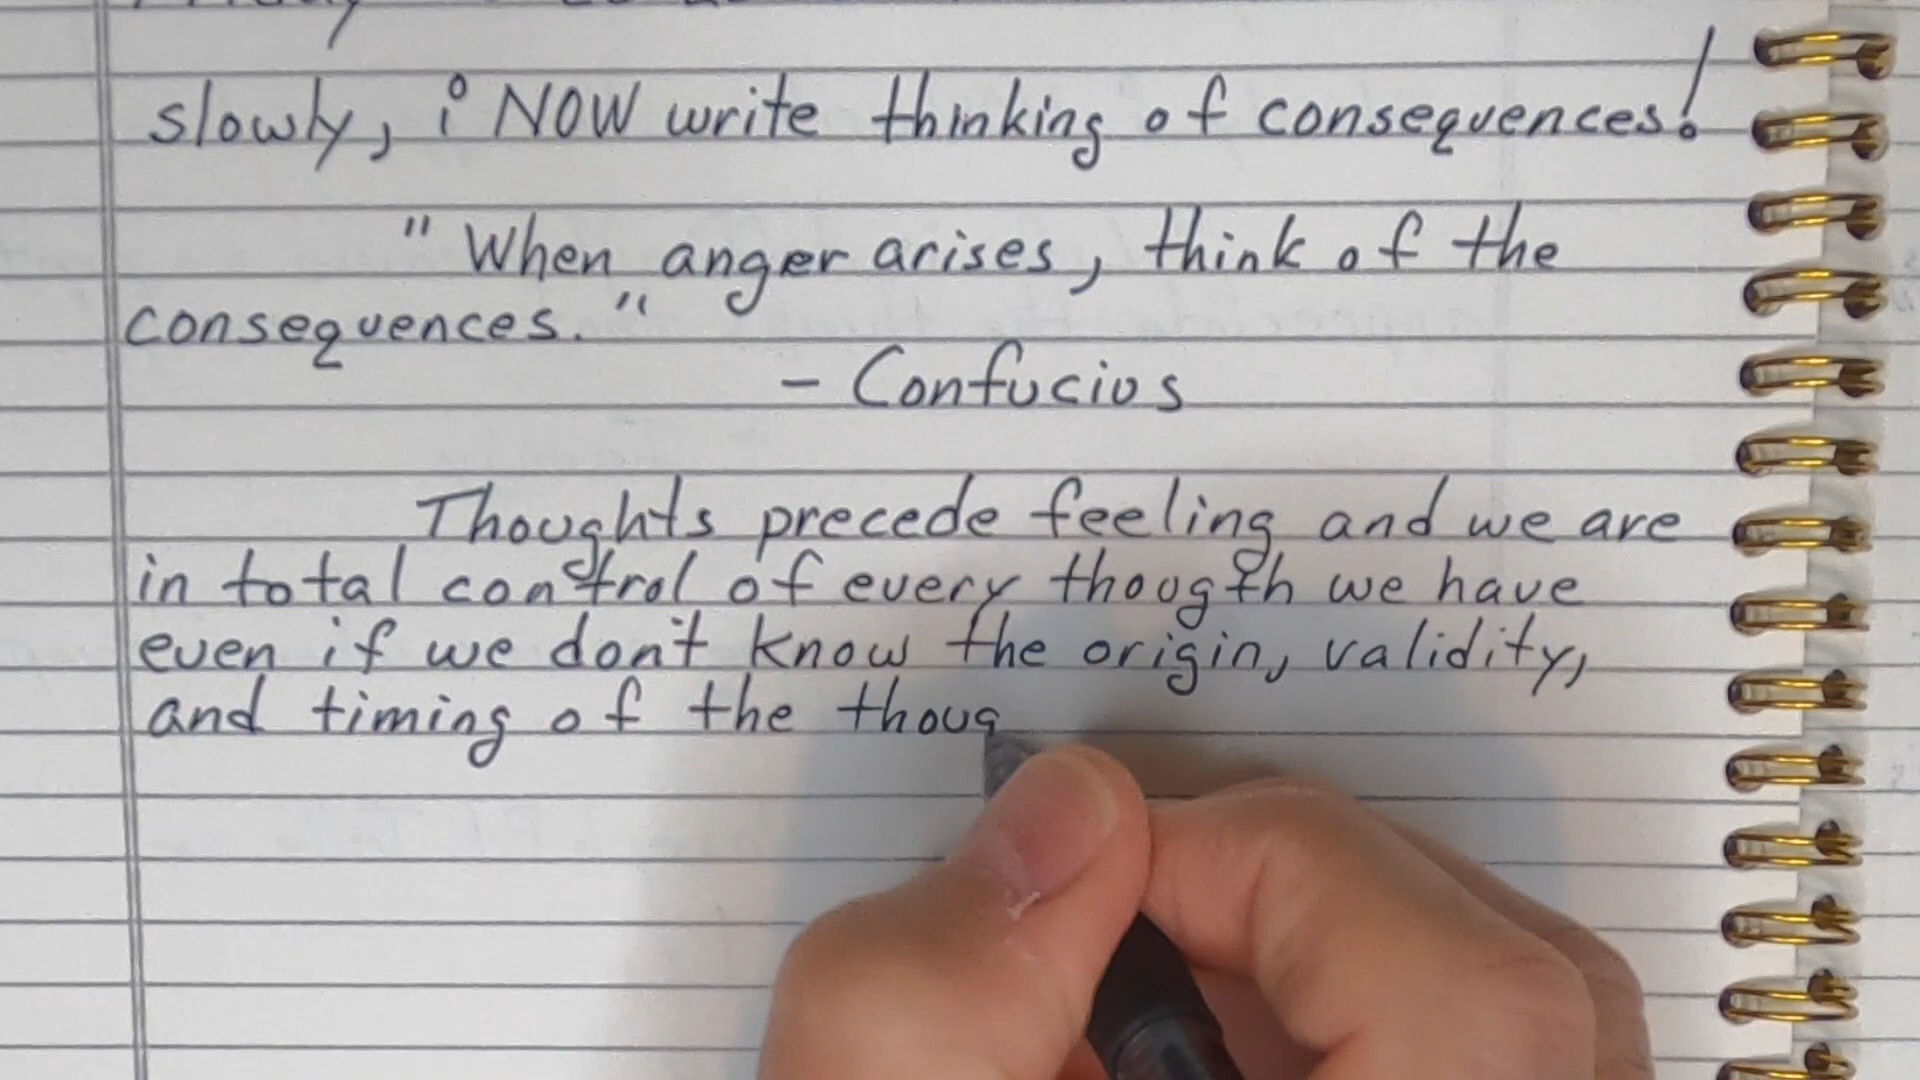 slowly, i NOW write thinking of consequences!
" When anger arises, think of the
consequences. "
- Confucius
Thoughts precede feeling and we are
in total control of every thougth we have
even if we don't know the origin, validity,
and timing of the thoug